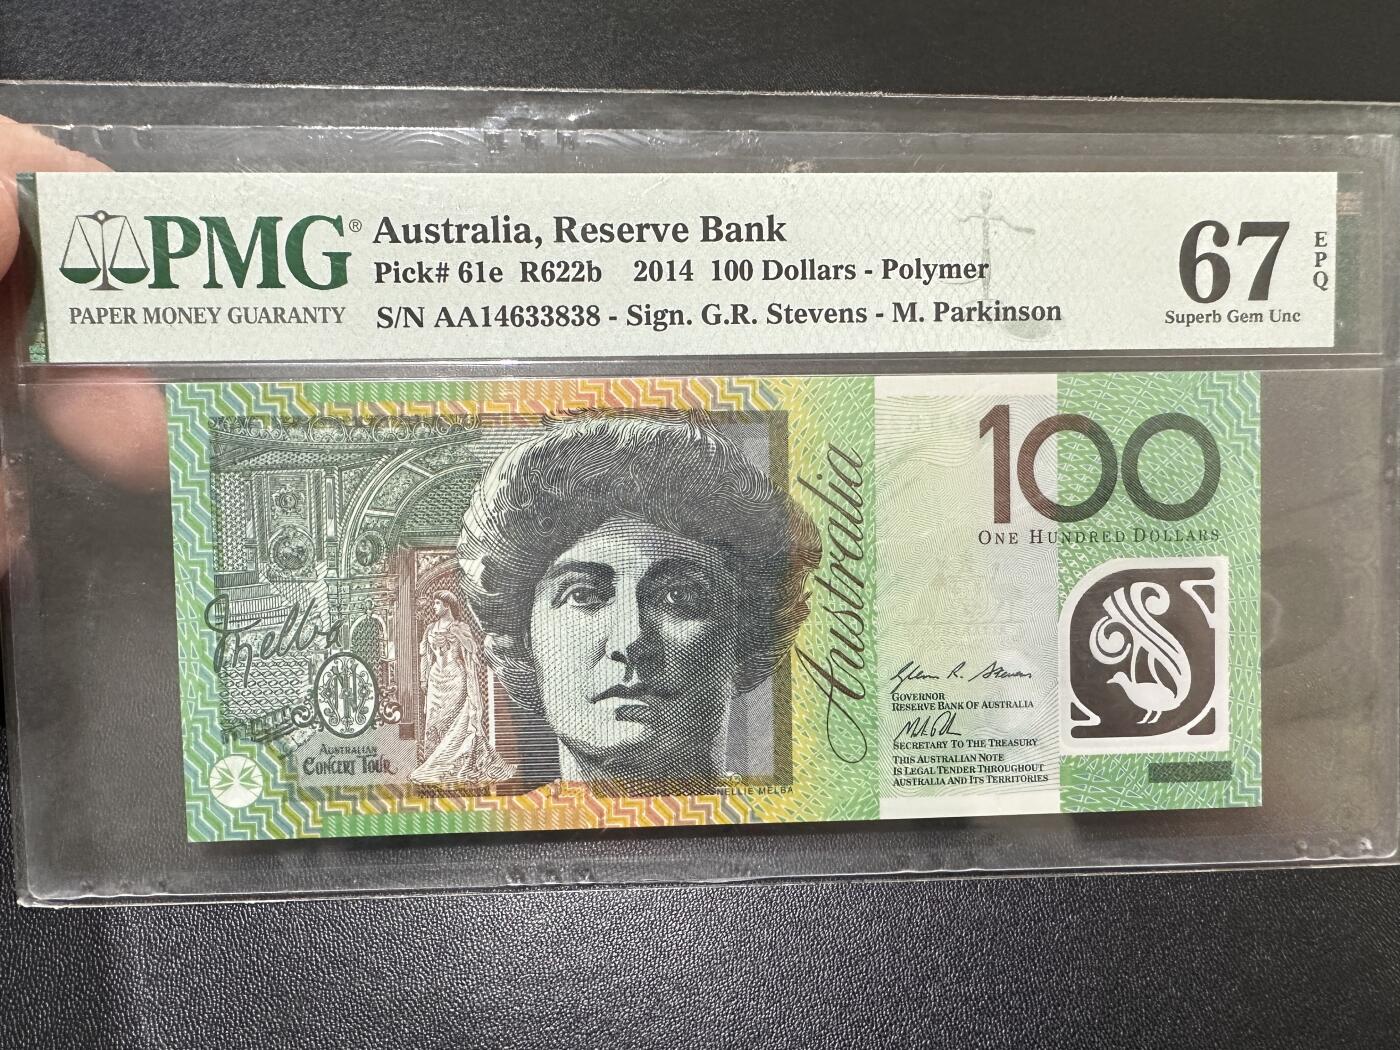 PMG®
PAPER MONEY GUARANTY
Australia, Reserve Bank
Pick# 61e R622b 2014 100 Dollars - Polymer
S/N AA14633838 - Sign. G.R. Stevens - M. Parkinson
67
EPQ
Superb Gem Unc
Melba
AUSTRALIAN
CONCERT TOUR
NELLIE MELBA
Australia
100
ONE HUNDRED DOLLARS
Glenn R. Stevens
GOVERNOR
RESERVE BANK OF AUSTRALIA
SECRETARY TO THE TREASURY
THIS AUSTRALIAN NOTE
IS LEGAL TENDER THROUGHOUT
AUSTRALIA AND ITS TERRITORIES